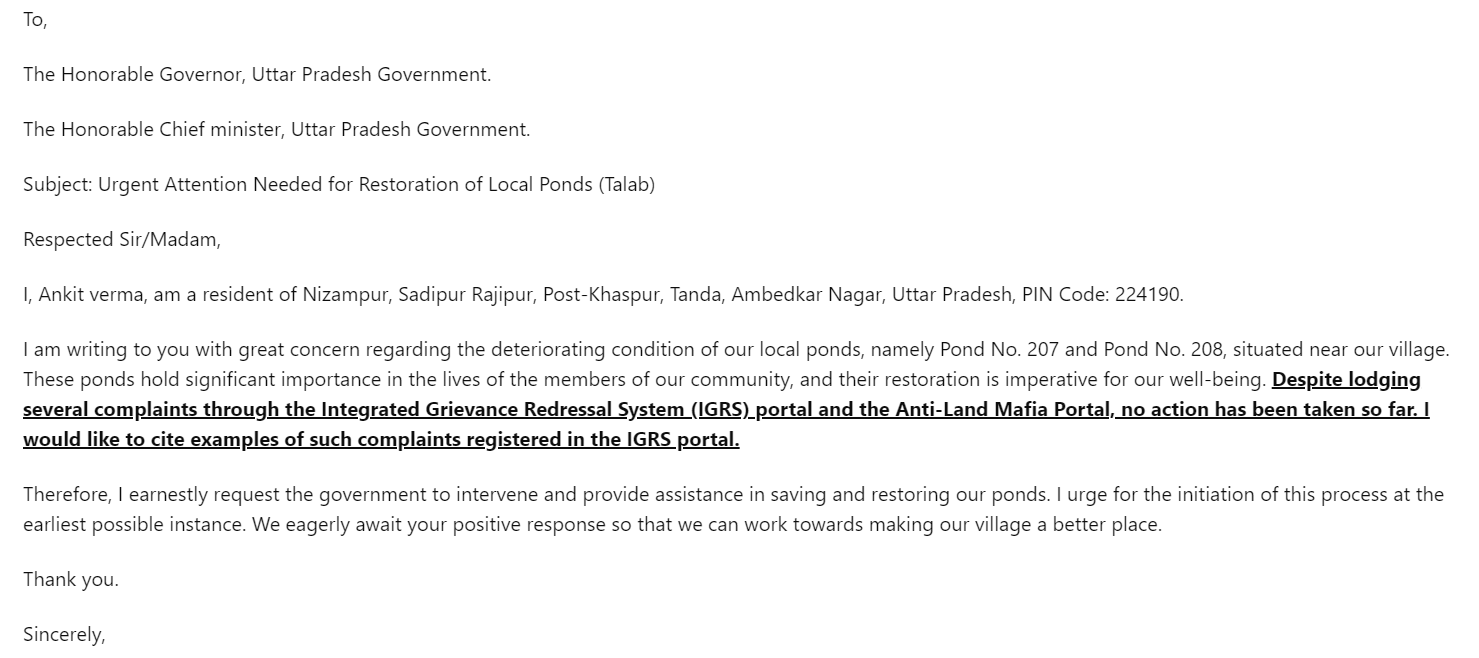 To,
The Honorable Governor, Uttar Pradesh Government.
The Honorable Chief minister, Uttar Pradesh Government.
Subject: Urgent Attention Needed for Restoration of Local Ponds (Talab)
Respected Sir/Madam,
I, Ankit verma, am a resident of Nizampur, Sadipur Rajipur, Post-Khaspur, Tanda, Ambedkar Nagar, Uttar Pradesh, PIN Code: 224190.
I am writing to you with great concern regarding the deteriorating condition of our local ponds, namely Pond No. 207 and Pond No. 208, situated near our village.
These ponds hold significant importance in the lives of the members of our community, and their restoration is imperative for our well-being. Despite lodging
several complaints through the Integrated Grievance Redressal System (IGRS) portal and the Anti-Land Mafia Portal, no action has been taken so far. I
would like to cite examples of such complaints registered in the IGRS portal.
Therefore, I earnestly request the government to intervene and provide assistance in saving and restoring our ponds. I urge for the initiation of this process at the
earliest possible instance. We eagerly await your positive response so that we can work towards making our village a better place.
Thank you.
Sincerely,